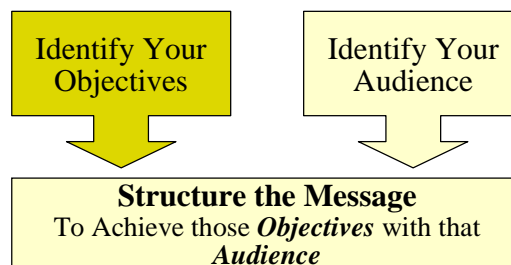 Identify Your
Objectives
Identify Your
Audience
Structure the Message
To Achieve those Objectives with that
Audience